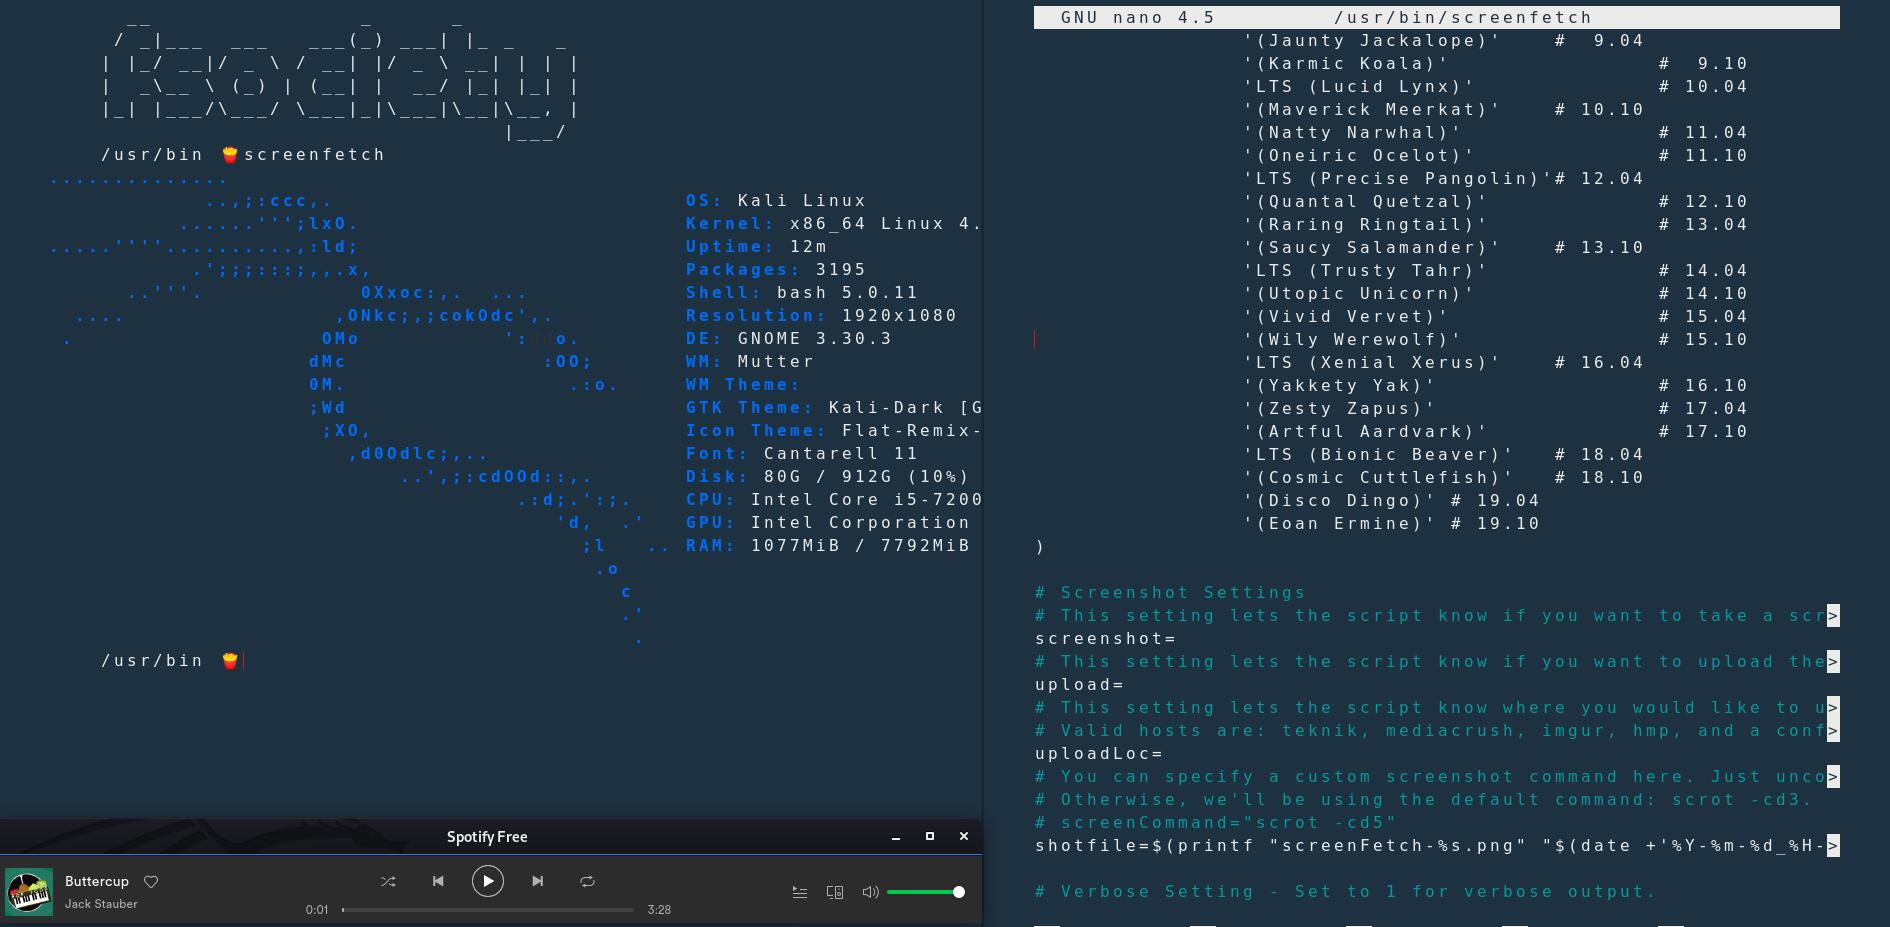 /usr/bin 🍟screenfetch
OS: Kali Linux
Kernel: x86_64 Linux 4.
Uptime: 12m
Packages: 3195
Shell: bash 5.0.11
Resolution: 1920x1080
DE: GNOME 3.30.3
WM: Mutter
WM Theme:
GTK Theme: Kali-Dark [G
Icon Theme: Flat-Remix-
Font: Cantarell 11
Disk: 80G / 912G (10%)
CPU: Intel Core i5-7200
GPU: Intel Corporation
RAM: 1077MiB / 7792MiB
/usr/bin 🍟
Spotify Free
Buttercup
Jack Stauber
0:01
3:28
GNU nano 4.5 /usr/bin/screenfetch
'(Jaunty Jackalope)' # 9.04
'(Karmic Koala)' # 9.10
'LTS (Lucid Lynx)' # 10.04
'(Maverick Meerkat)' # 10.10
'(Natty Narwhal)' # 11.04
'(Oneiric Ocelot)' # 11.10
'LTS (Precise Pangolin)'# 12.04
'(Quantal Quetzal)' # 12.10
'(Raring Ringtail)' # 13.04
'(Saucy Salamander)' # 13.10
'LTS (Trusty Tahr)' # 14.04
'(Utopic Unicorn)' # 14.10
'(Vivid Vervet)' # 15.04
'(Wily Werewolf)' # 15.10
'LTS (Xenial Xerus)' # 16.04
'(Yakkety Yak)' # 16.10
'(Zesty Zapus)' # 17.04
'(Artful Aardvark)' # 17.10
'LTS (Bionic Beaver)' # 18.04
'(Cosmic Cuttlefish)' # 18.10
'(Disco Dingo)' # 19.04
'(Eoan Ermine)' # 19.10
)
# Screenshot Settings
# This setting lets the script know if you want to take a scr>
screenshot=
# This setting lets the script know if you want to upload the>
upload=
# This setting lets the script know where you would like to u>
# Valid hosts are: teknik, mediacrush, imgur, hmp, and a conf>
uploadLoc=
# You can specify a custom screenshot command here. Just unco>
# Otherwise, we'll be using the default command: scrot -cd3.
# screenCommand="scrot -cd5"
shotfile=$(printf "screenFetch-%s.png" "$(date +'%Y-%m-%d_%H->
# Verbose Setting - Set to 1 for verbose output.